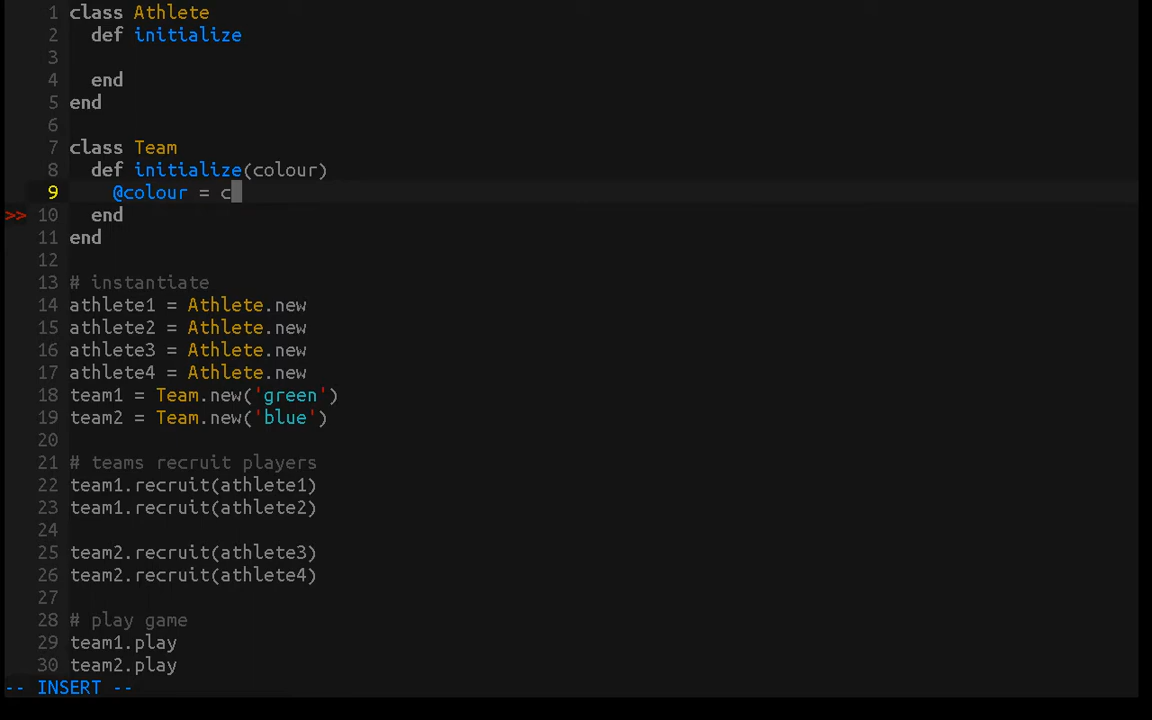 1 class Athlete
2   def initialize
3
4   end
5 end
6
7 class Team
8   def initialize(colour)
9     @colour = c
>> 10   end
11 end
12
13 # instantiate
14 athlete1 = Athlete.new
15 athlete2 = Athlete.new
16 athlete3 = Athlete.new
17 athlete4 = Athlete.new
18 team1 = Team.new('green')
19 team2 = Team.new('blue')
20
21 # teams recruit players
22 team1.recruit(athlete1)
23 team1.recruit(athlete2)
24
25 team2.recruit(athlete3)
26 team2.recruit(athlete4)
27
28 # play game
29 team1.play
30 team2.play
-- INSERT --